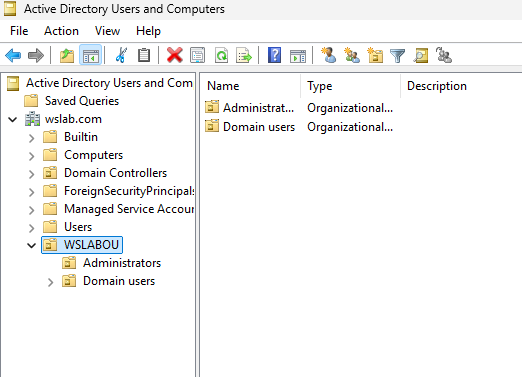 Active Directory Users and Computers
File Action View Help
Active Directory Users and Com
Saved Queries
wslab.com
Builtin
Computers
Domain Controllers
ForeignSecurityPrincipals
Managed Service Accour
Users
WSLABOU
Administrators
Domain users
Name Type Description
Administrat... Organizational...
Domain users Organizational...